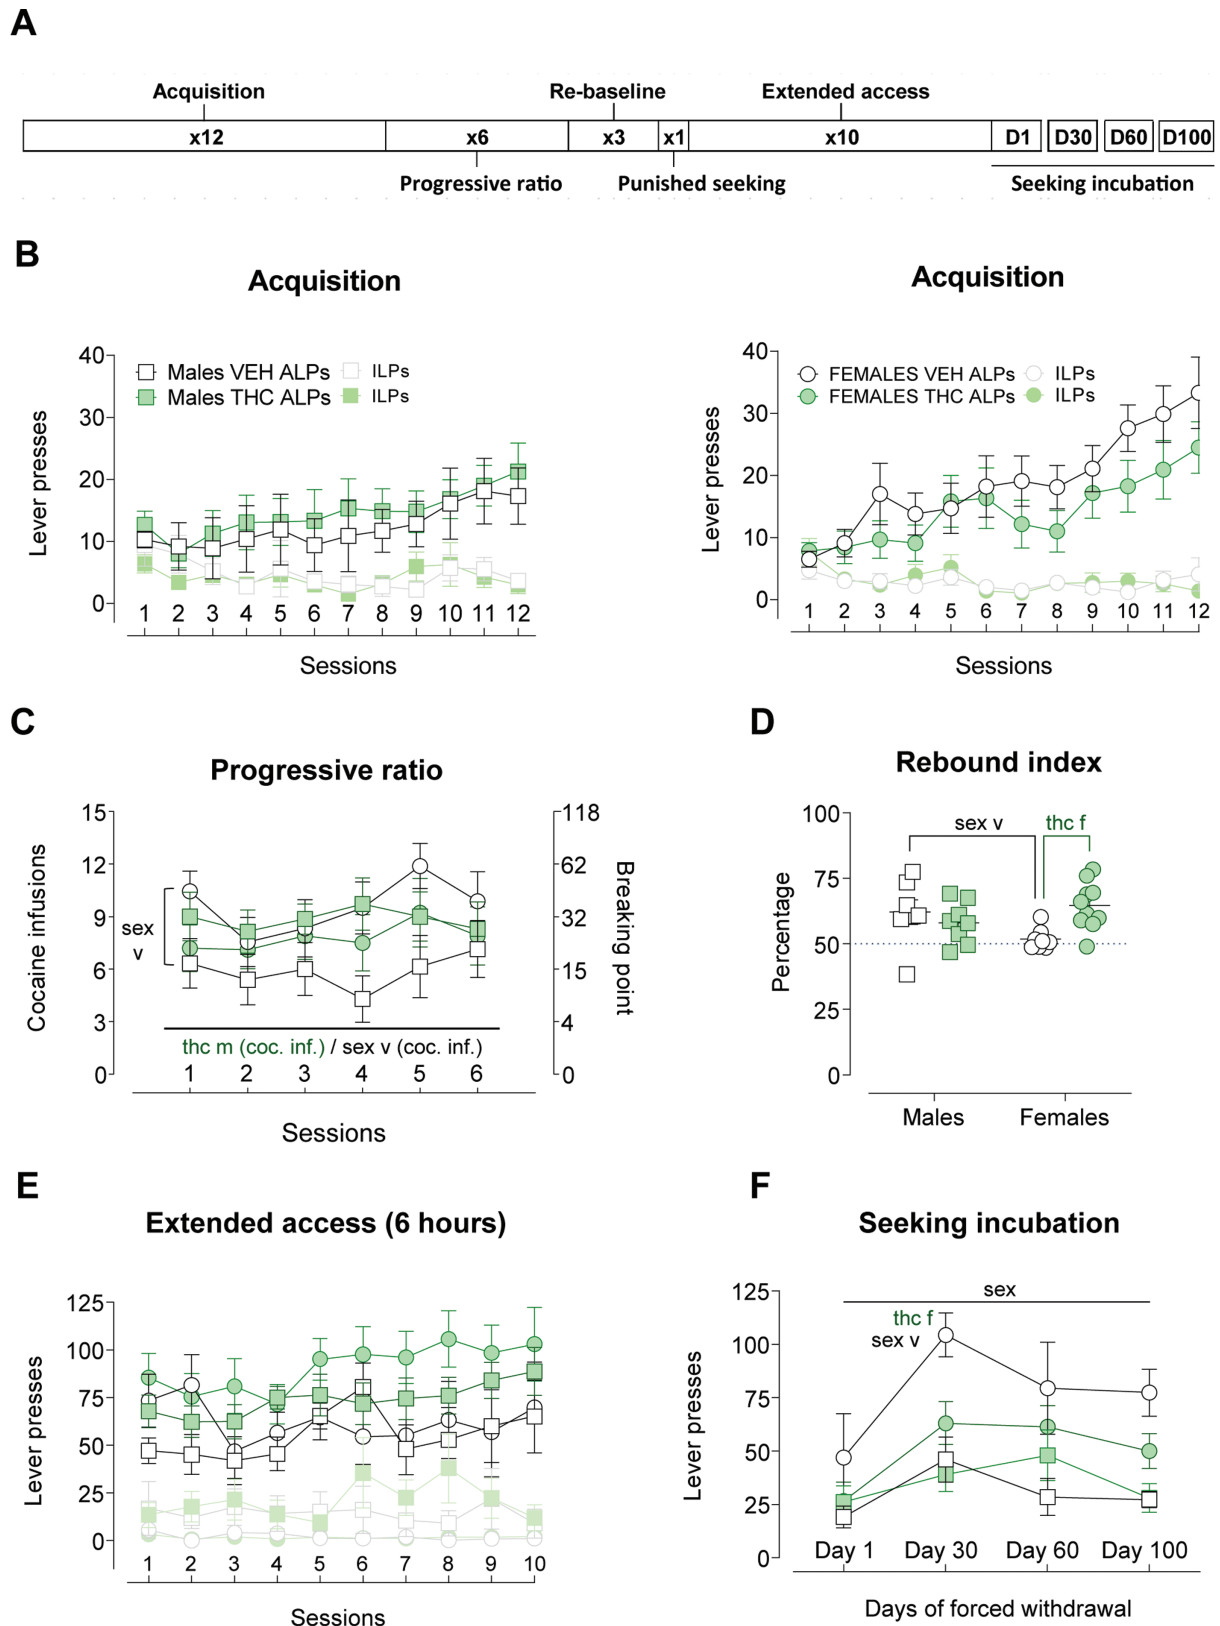 A
Acquisition Re-baseline Extended access
x12 x6 x3 x1 x10 D1 D30 D60 D100
Progressive ratio Punished seeking Seeking incubation
B
Acquisition
Lever presses
40
30
20
10
0
Males VEH ALPs ILPs
Males THC ALPs ILPs
1 2 3 4 5 6 7 8 9 10 11 12
Sessions
Acquisition
Lever presses
40
30
20
10
0
FEMALES VEH ALPs ILPs
FEMALES THC ALPs ILPs
1 2 3 4 5 6 7 8 9 10 11 12
Sessions
C
Progressive ratio
Cocaine infusions
15
12
9
6
3
0
sex
v
thc m (coc. inf.) / sex v (coc. inf.)
1 2 3 4 5 6
Sessions
118
62
32
15
4
0
Breaking point
D
Rebound index
Percentage
100
75
50
25
0
sex v thc f
Males Females
E
Extended access (6 hours)
Lever presses
125
100
75
50
25
0
1 2 3 4 5 6 7 8 9 10
Sessions
F
Seeking incubation
Lever presses
125
100
75
50
25
0
sex
thc f
sex v
Day 1 Day 30 Day 60 Day 100
Days of forced withdrawal